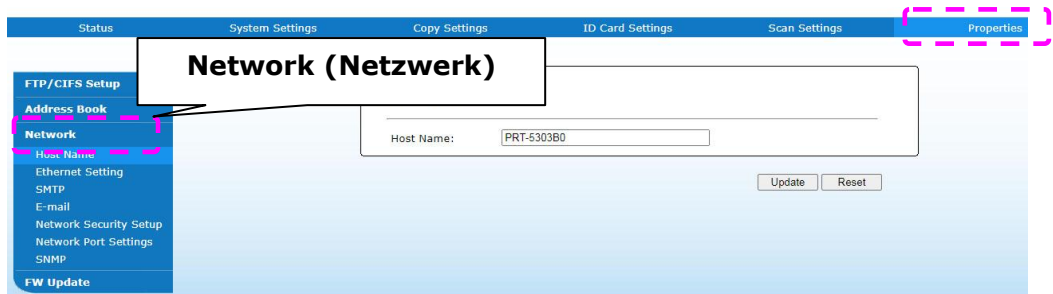 Status System Settings Copy Settings ID Card Settings Scan Settings Properties
Network (Netzwerk)
FTP/CIFS Setup
Address Book
Network
Host Name
Ethernet Setting
SMTP
E-mail
Network Security Setup
Network Port Settings
SNMP
FW Update
Host Name: PRT-5303B0
Update Reset